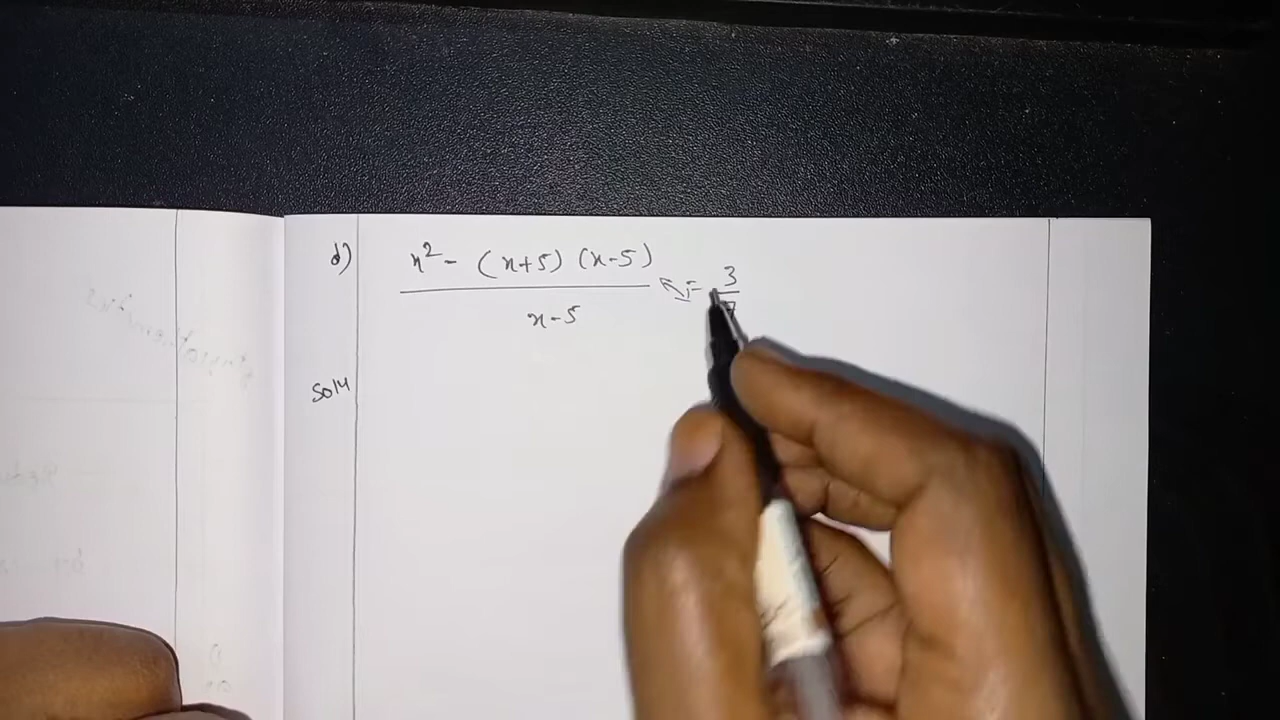 d) x² - (x+5) (x-5)
x-5
= 3
Soln